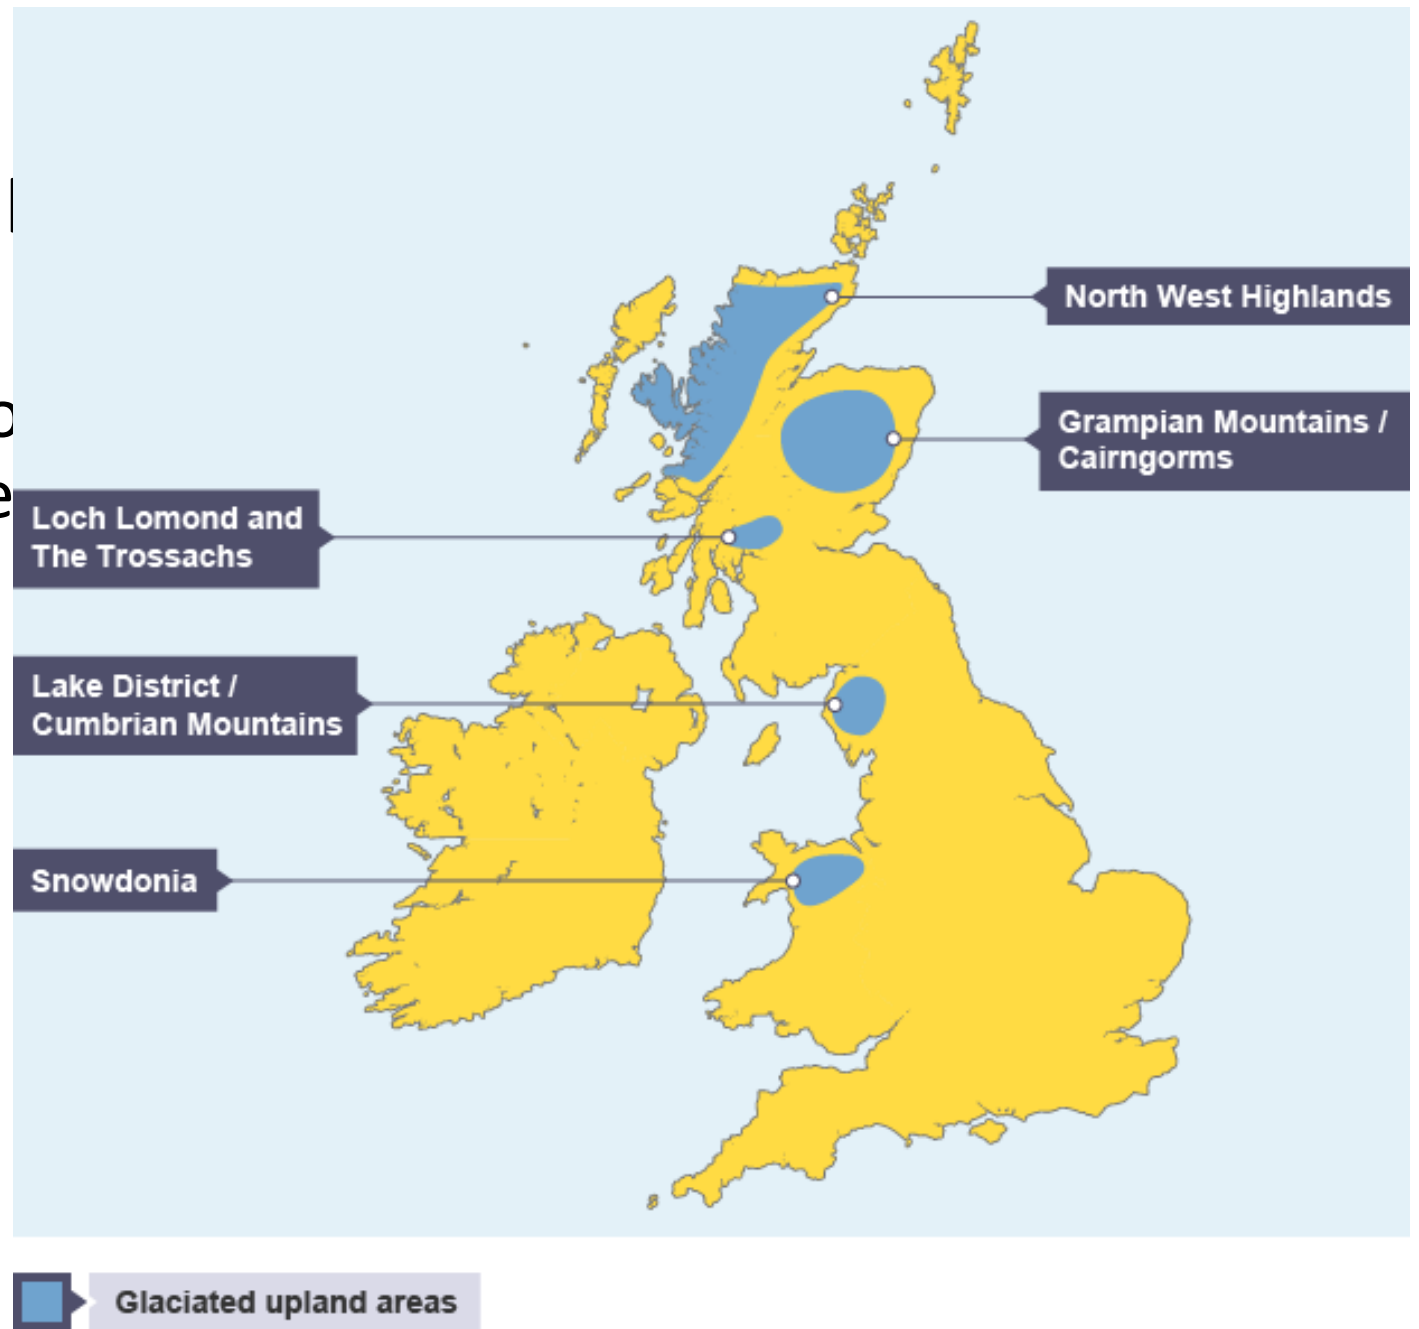 North West Highlands
Grampian Mountains /
Cairngorms
Loch Lomond and
The Trossachs
Lake District /
Cumbrian Mountains
Snowdonia
Glaciated upland areas